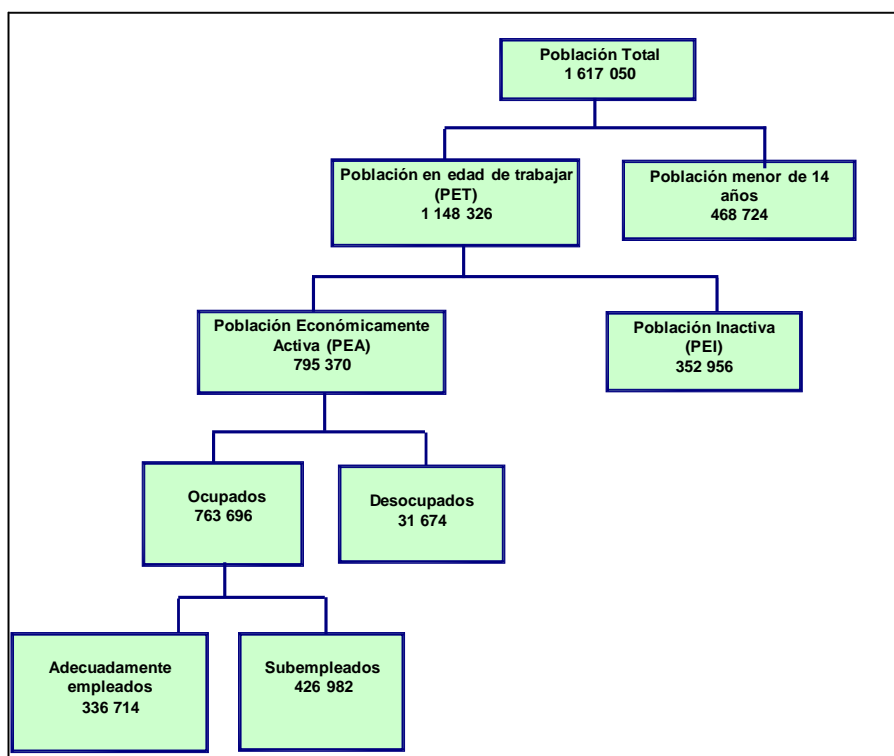 Población Total
1 617 050
Población en edad de trabajar
(PET)
1 148 326
Población menor de 14
años
468 724
Población Económicamente
Activa (PEA)
795 370
Población Inactiva
(PEI)
352 956
Ocupados
763 696
Desocupados
31 674
Adecuadamente
empleados
336 714
Subempleados
426 982